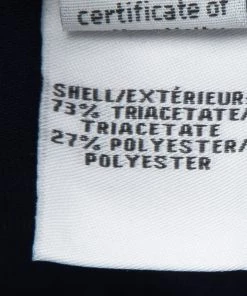 certificate of
SHELL/EXTÉRIEUR
73% TRIACETATE/
TRIACETATE
27% POLYESTER/
POLYESTER